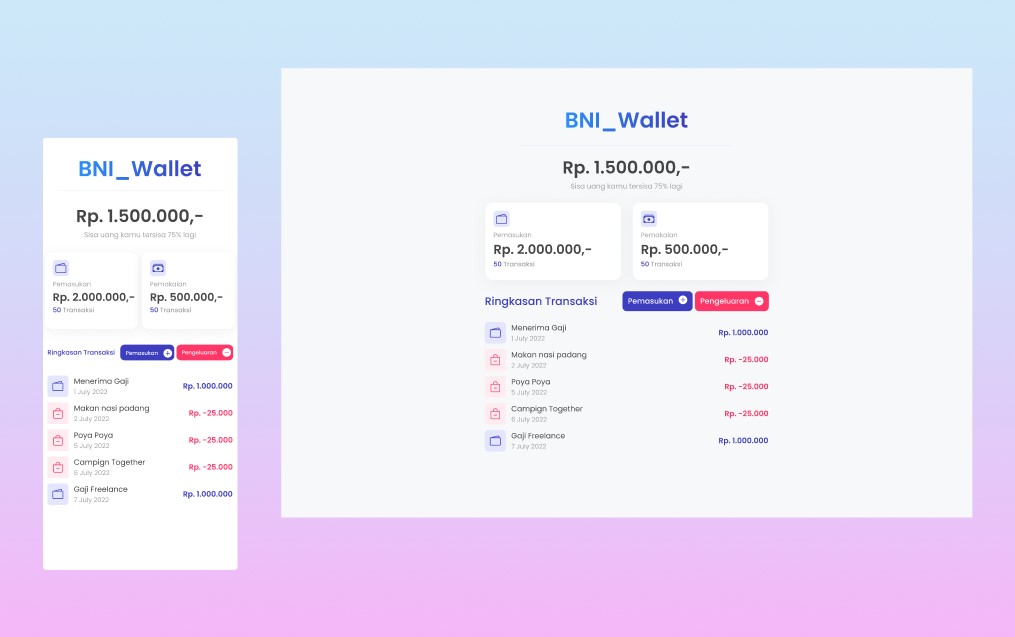 BNI_Wallet
Rp. 1.500.000,-
Sisa uang kamu tersisa 75% lagi
Pemasukan
Rp. 2.000.000,-
50 Transaksi
Pemakaian
Rp. 500.000,-
50 Transaksi
Ringkasan Transaksi
Pemasukan
Pengeluaran
Menerima Gaji
1 July 2022
Rp. 1.000.000
Makan nasi padang
2 July 2022
Rp. -25.000
Poya Poya
5 July 2022
Rp. -25.000
Campign Together
6 July 2022
Rp. -25.000
Gaji Freelance
7 July 2022
Rp. 1.000.000
BNI_Wallet
Rp. 1.500.000,-
Sisa uang kamu tersisa 75% lagi
Pemasukan
Rp. 2.000.000,-
50 Transaksi
Pemakaian
Rp. 500.000,-
50 Transaksi
Ringkasan Transaksi
Pemasukan
Pengeluaran
Menerima Gaji
1 July 2022
Rp. 1.000.000
Makan nasi padang
2 July 2022
Rp. -25.000
Poya Poya
5 July 2022
Rp. -25.000
Campign Together
6 July 2022
Rp. -25.000
Gaji Freelance
7 July 2022
Rp. 1.000.000